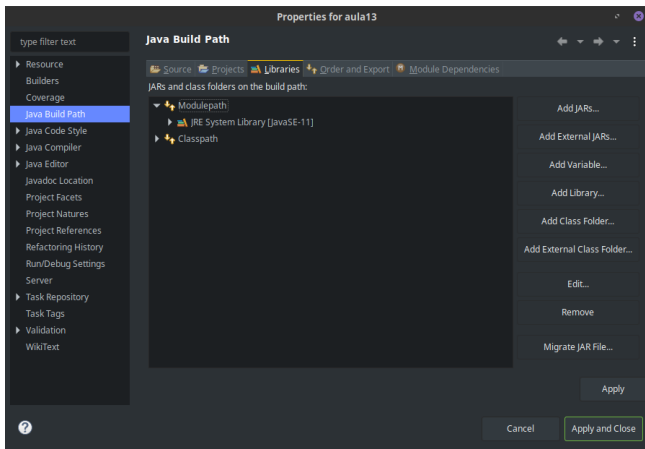 Properties for aula13
type filter text
Resource
Builders
Coverage
Java Build Path
Java Code Style
Java Compiler
Java Editor
Javadoc Location
Project Facets
Project Natures
Project References
Refactoring History
Run/Debug Settings
Server
Task Repository
Task Tags
Validation
WikiText
Java Build Path
Source Projects Libraries Order and Export Module Dependencies
JARs and class folders on the build path:
Modulepath
JRE System Library [JavaSE-11]
Classpath
Add JARs...
Add External JARs...
Add Variable...
Add Library...
Add Class Folder...
Add External Class Folder...
Edit...
Remove
Migrate JAR File...
Apply
Cancel Apply and Close